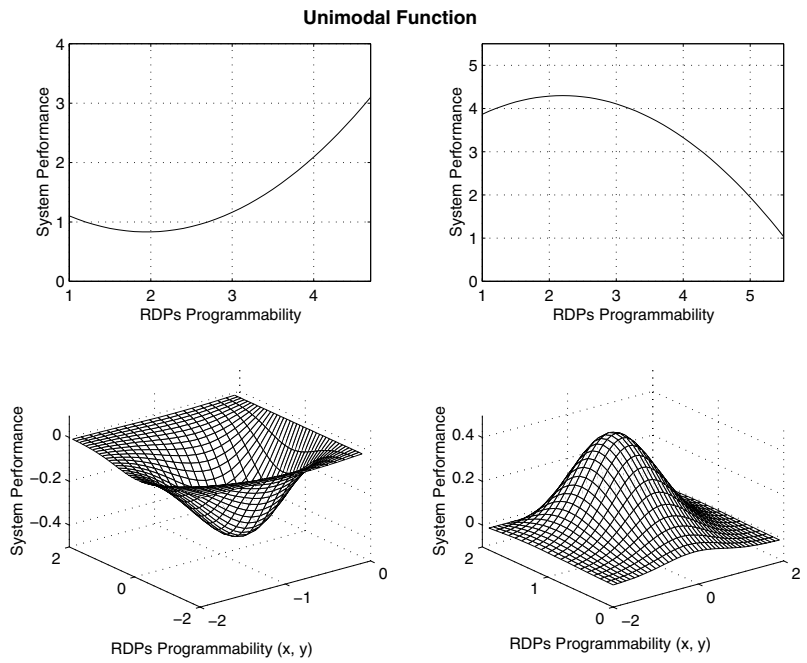 Unimodal Function
System Performance
4
3
2
1
0
1 2 3 4
RDPs Programmability
System Performance
5
4
3
2
1
0
1 2 3 4 5
RDPs Programmability
System Performance
0
−0.2
−0.4
2
0
−2
−2
−1
0
RDPs Programmability (x, y)
System Performance
0.4
0.2
0
2
1
0
−2
0
2
RDPs Programmability (x, y)